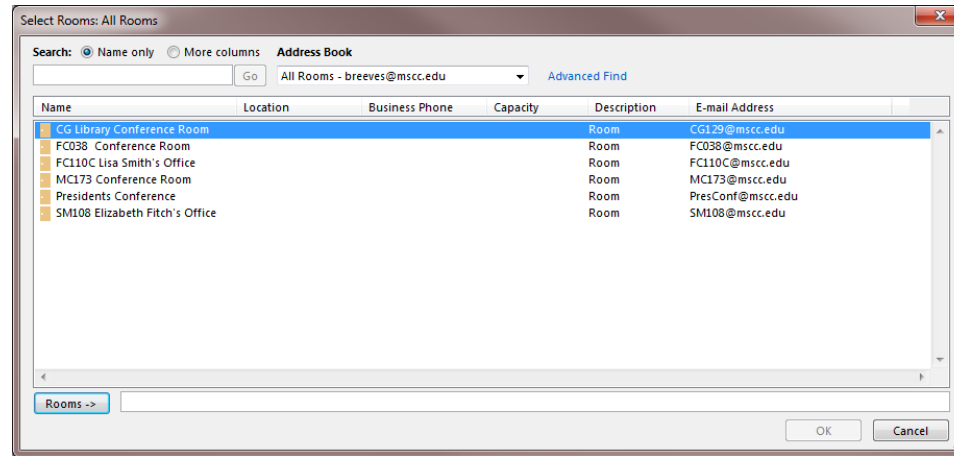 Select Rooms: All Rooms
Search: Name only More columns Address Book
Go All Rooms - breeves@mscc.edu Advanced Find
Name Location Business Phone Capacity Description E-mail Address
CG Library Conference Room Room CG129@mscc.edu
FC038 Conference Room Room FC038@mscc.edu
FC110C Lisa Smith's Office Room FC110C@mscc.edu
MC173 Conference Room Room MC173@mscc.edu
Presidents Conference Room PresConf@mscc.edu
SM108 Elizabeth Fitch's Office Room SM108@mscc.edu
Rooms ->
OK Cancel